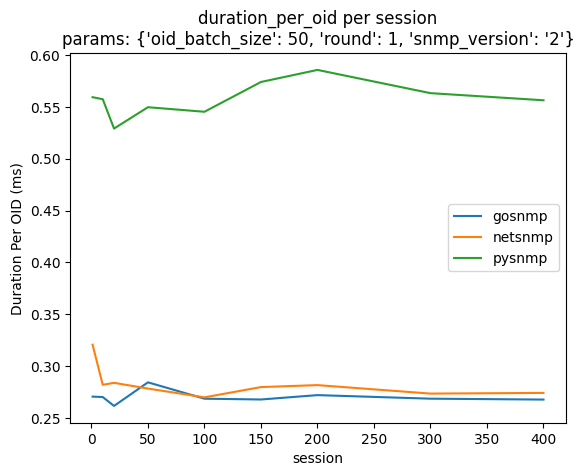 duration_per_oid per session
params: {'oid_batch_size': 50, 'round': 1, 'snmp_version': '2'}
0.60
0.55
0.50
0.45
0.40
0.35
0.30
0.25
Duration Per OID (ms)
gosnmp
netsnmp
pysnmp
0 50 100 150 200 250 300 350 400
session